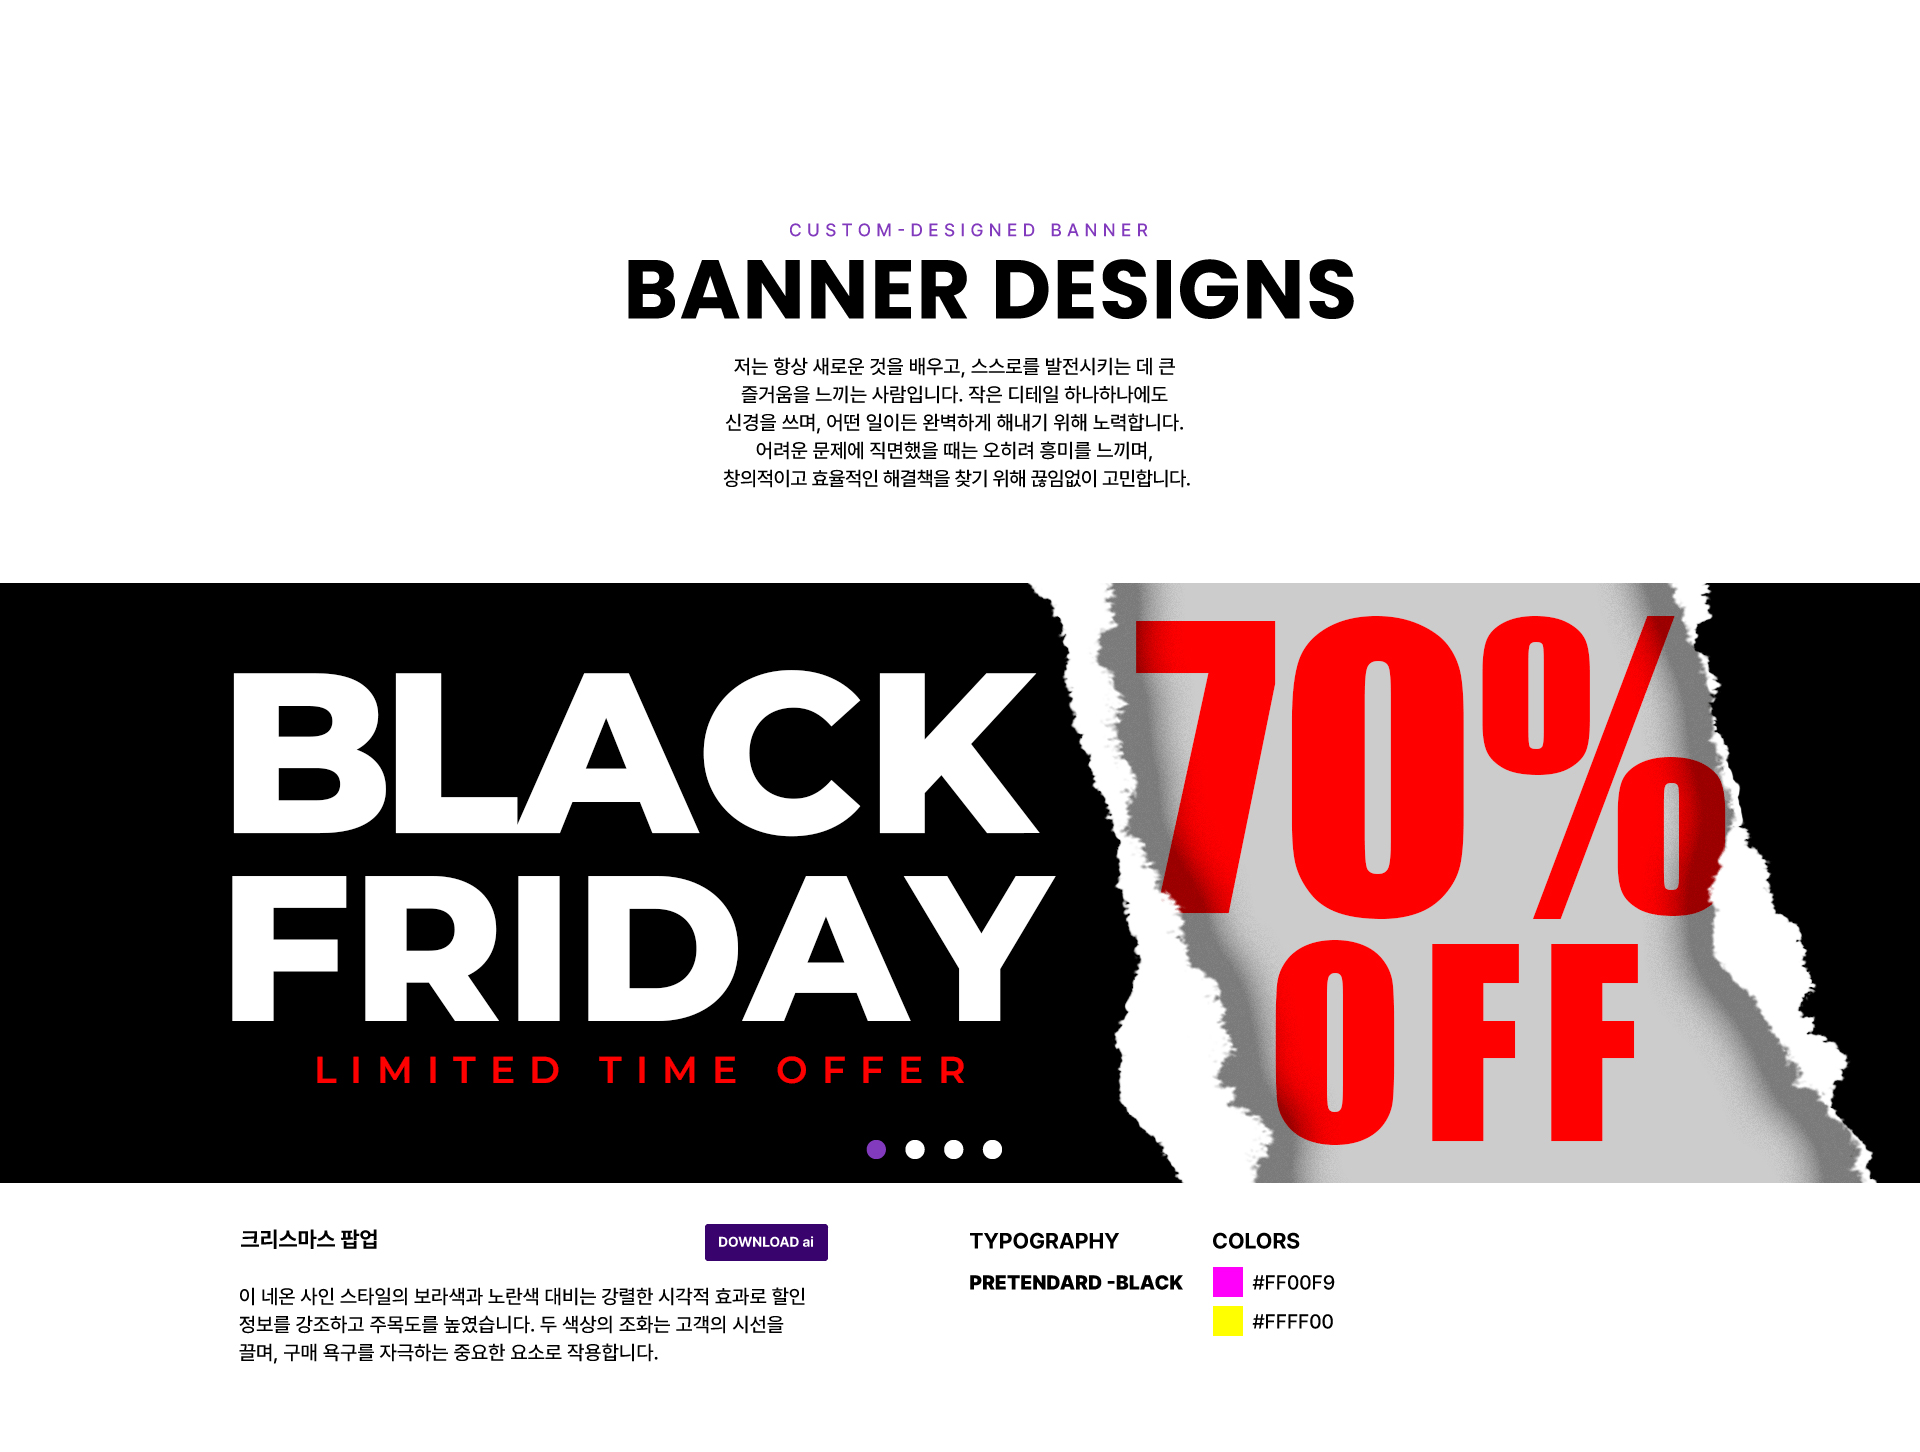 CUSTOM-DESIGNED BANNER
BANNER DESIGNS
저는 항상 새로운 것을 배우고, 스스로를 발전시키는 데 큰
즐거움을 느끼는 사람입니다. 작은 디테일 하나하나에도
신경을 쓰며, 어떤 일이든 완벽하게 해내기 위해 노력합니다.
어려운 문제에 직면했을 때는 오히려 흥미를 느끼며,
창의적이고 효율적인 해결책을 찾기 위해 끊임없이 고민합니다.
BLACK
FRIDAY
LIMITED TIME OFFER
70%
OFF
크리스마스 팝업
DOWNLOAD ai
이 네온 사인 스타일의 보라색과 노란색 대비는 강렬한 시각적 효과로 할인
정보를 강조하고 주목도를 높였습니다. 두 색상의 조화는 고객의 시선을
끌며, 구매 욕구를 자극하는 중요한 요소로 작용합니다.
TYPOGRAPHY
PRETENDARD -BLACK
COLORS
#FF00F9
#FFFF00